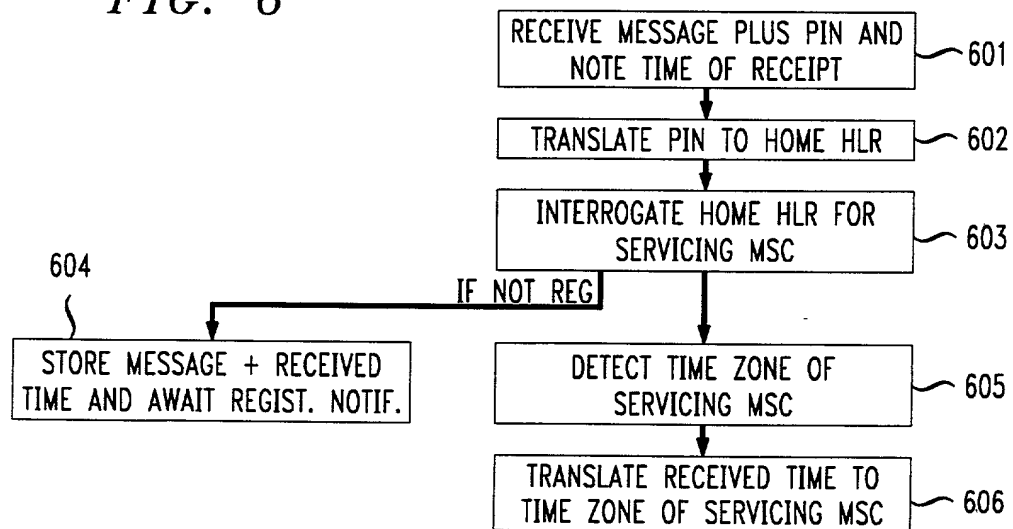 FIG. 6
RECEIVE MESSAGE PLUS PIN AND
NOTE TIME OF RECEIPT
601
TRANSLATE PIN TO HOME HLR
602
INTERROGATE HOME HLR FOR
SERVICING MSC
603
IF NOT REG
604
STORE MESSAGE + RECEIVED
TIME AND AWAIT REGIST. NOTIF.
DETECT TIME ZONE OF
SERVICING MSC
605
TRANSLATE RECEIVED TIME TO
TIME ZONE OF SERVICING MSC
606